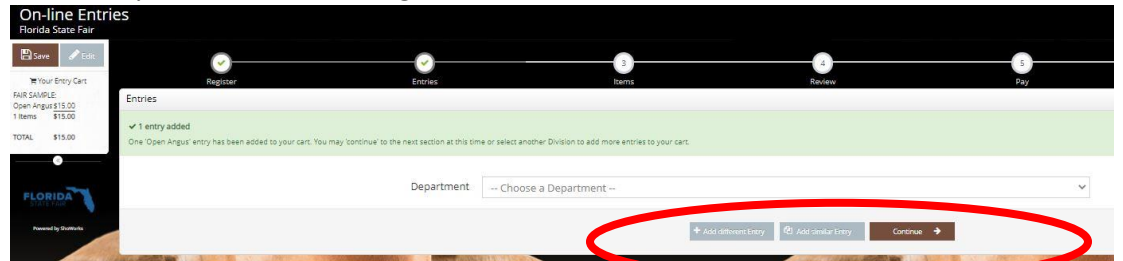 On-line Entries
Florida State Fair
Save Edit
Your Entry Cart
FAIR SAMPLE:
Open Angus $15.00
1 Items $15.00
TOTAL $15.00
FLORIDA
STATE FAIR
Powered by ShoWorks
Register
Entries
3
Items
4
Review
5
Pay
Entries
1 entry added
One 'Open Angus' entry has been added to your cart. You may 'continue' to the next section at this time or select another Division to add more entries to your cart.
Department -- Choose a Department --
Add different Entry Add similar Entry Continue